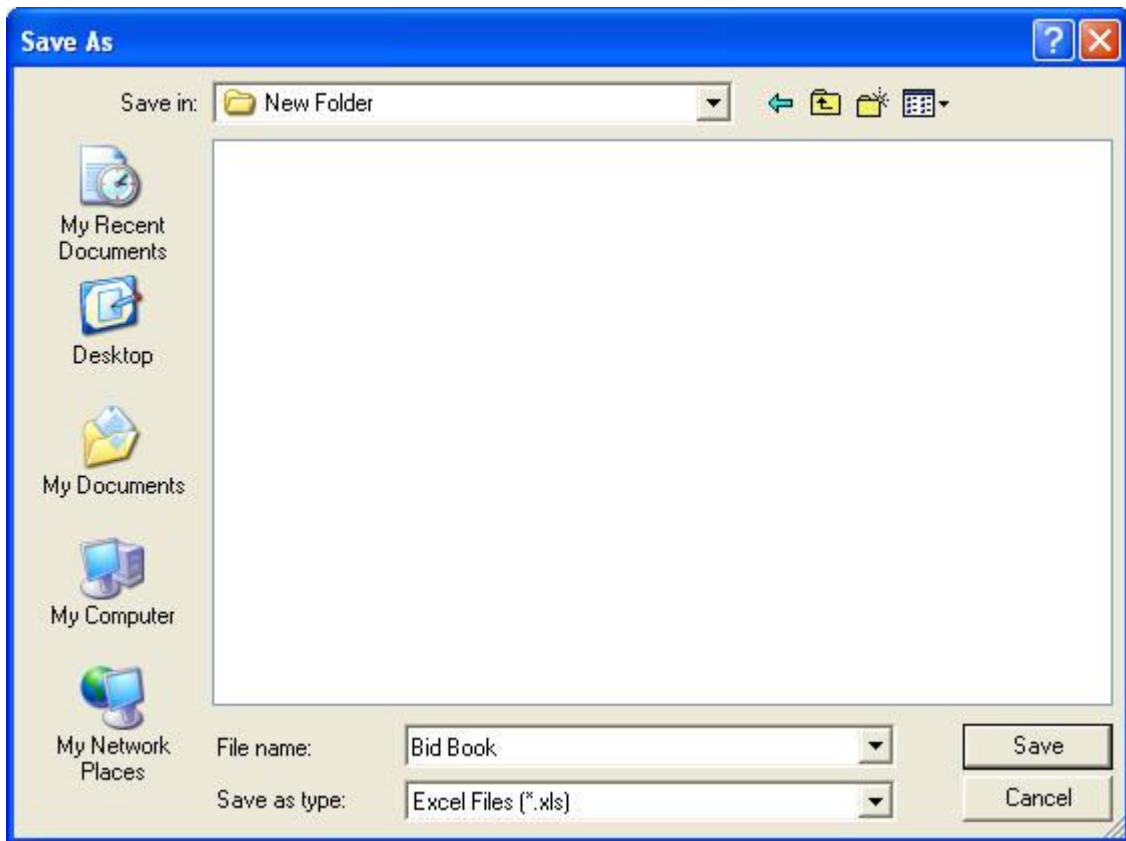 Save As
Save in:
New Folder
My Recent
Documents
Desktop
My Documents
My Computer
My Network
Places
File name:
Bid Book
Save
Save as type:
Excel Files (*.xls)
Cancel